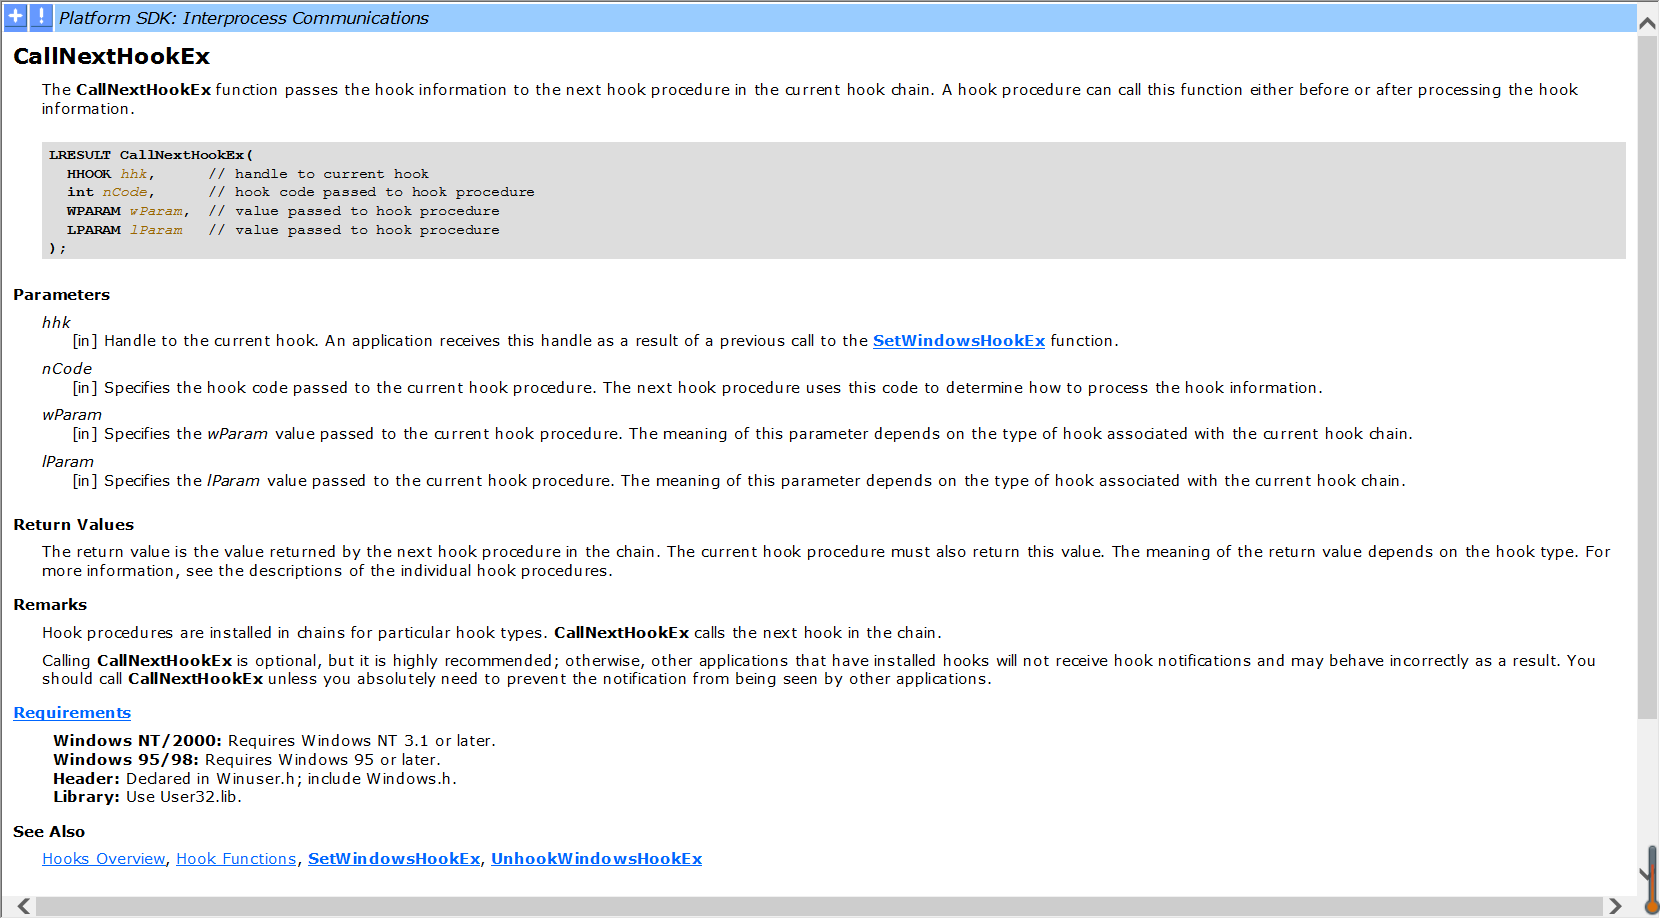 Platform SDK: Interprocess Communications
CallNextHookEx
The CallNextHookEx function passes the hook information to the next hook procedure in the current hook chain. A hook procedure can call this function either before or after processing the hook
information.
LRESULT CallNextHookEx(
  HHOOK hhk,      // handle to current hook
  int nCode,      // hook code passed to hook procedure
  WPARAM wParam,  // value passed to hook procedure
  LPARAM lParam   // value passed to hook procedure
);
Parameters
hhk
[in] Handle to the current hook. An application receives this handle as a result of a previous call to the SetWindowsHookEx function.
nCode
[in] Specifies the hook code passed to the current hook procedure. The next hook procedure uses this code to determine how to process the hook information.
wParam
[in] Specifies the wParam value passed to the current hook procedure. The meaning of this parameter depends on the type of hook associated with the current hook chain.
lParam
[in] Specifies the lParam value passed to the current hook procedure. The meaning of this parameter depends on the type of hook associated with the current hook chain.
Return Values
The return value is the value returned by the next hook procedure in the chain. The current hook procedure must also return this value. The meaning of the return value depends on the hook type. For
more information, see the descriptions of the individual hook procedures.
Remarks
Hook procedures are installed in chains for particular hook types. CallNextHookEx calls the next hook in the chain.
Calling CallNextHookEx is optional, but it is highly recommended; otherwise, other applications that have installed hooks will not receive hook notifications and may behave incorrectly as a result. You
should call CallNextHookEx unless you absolutely need to prevent the notification from being seen by other applications.
Requirements
Windows NT/2000: Requires Windows NT 3.1 or later.
Windows 95/98: Requires Windows 95 or later.
Header: Declared in Winuser.h; include Windows.h.
Library: Use User32.lib.
See Also
Hooks Overview, Hook Functions, SetWindowsHookEx, UnhookWindowsHookEx